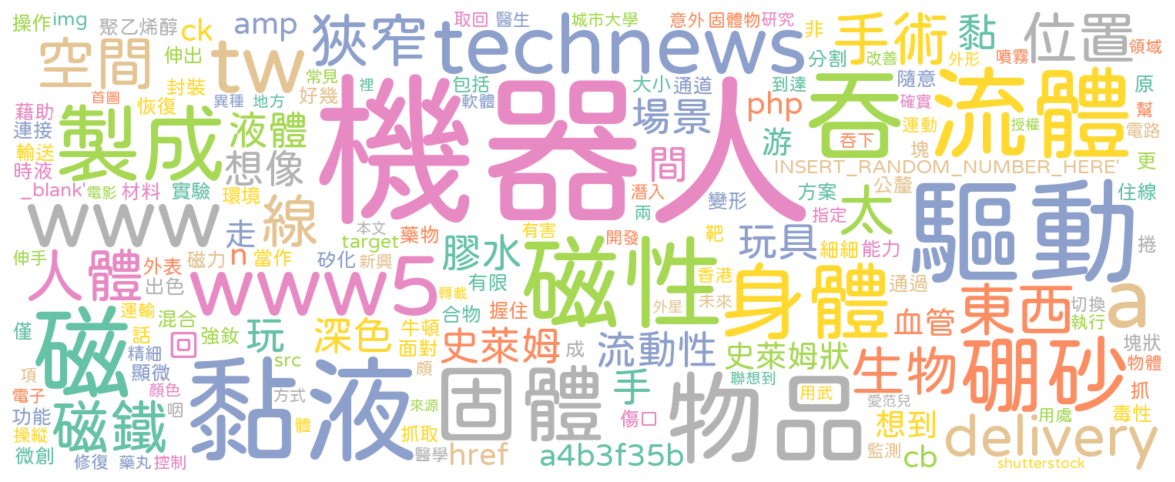 操作 img 聚乙烯醇 ck amp 狹窄 technews 取回 醫生 城市大學 意外 固體物 研究 非 手術 黏 位置 領域
空間 tw 伸出 封裝 常見 裡 包括 軟體 大小 通道 到達 分割 改善 外形 噴霧 隨意
首圖 恢復 異種 地方 好幾 機器人 場景 php 吞 確實 流體 原 幫
藉助 連接 製成 液體 游 吞下 運動 授權 電路
輸送 時液 想像 間 塊 INSERT_RANDOM_NUMBER_HERE' 更
_blank' 電影 材料 實驗 環境 潛入 兩 變形 方案 公釐 指定 太 驅動 住線
www 線 走 本文 target 藥物 有害 開發 靶 玩具 細細 能力 捲
伸手 人體 外表 磁力 n 當作 矽化 新興 膠水 磁性 香港 未來 身體 通過
出色 www5 有限 轉載 外星 東西 切換 執行 a
僅 磁 運輸 話 混合 強釹 回 玩 深色 牛頓 面對 合物 握住 史萊姆 成 流動性 史萊姆狀 血管 塊狀 物體
精細 顯微 src 頗 聯想到 生物 硼砂 抓
項 電子 顏色 黏液 方式 來源 固體 手 物品 用武 愛范兒 用處 毒性
功能 磁鐵 咽 體 傷口 想到 delivery
操縱 微創 修復 藥丸 控制 抓取 醫學 href a4b3f35b 監測 cb shutterstock